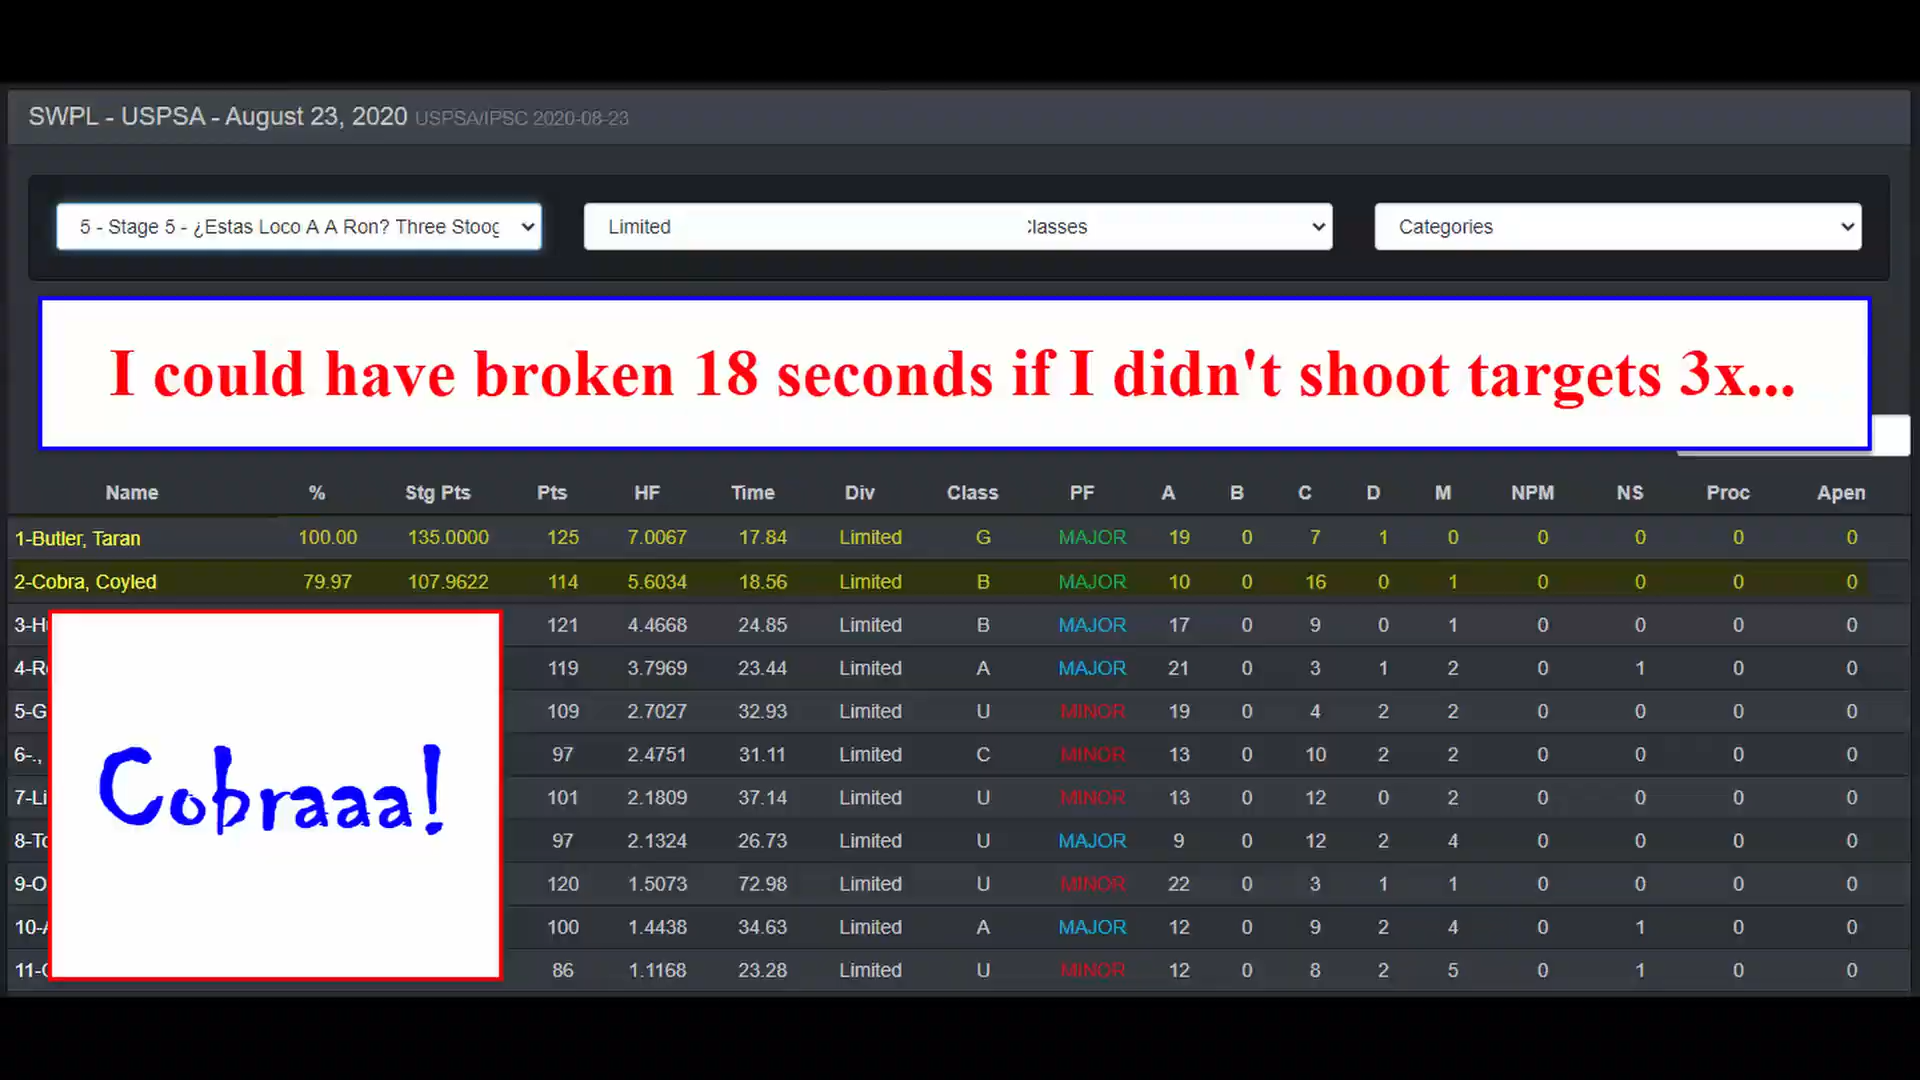 SWPL - USPSA - August 23, 2020 USPSA/IPSC 2020-08-23
5 - Stage 5 - ¿Estas Loco A A Ron? Three Stoog Limited Classes Categories
I could have broken 18 seconds if I didn't shoot targets 3x...
Name % Stg Pts Pts HF Time Div Class PF A B C D M NPM NS Proc Apen
1-Butler, Taran 100.00 135.0000 125 7.0067 17.84 Limited G MAJOR 19 0 7 1 0 0 0 0 0
2-Cobra, Coyled 79.97 107.9622 114 5.6034 18.56 Limited B MAJOR 10 0 16 0 1 0 0 0 0
3-H 121 4.4668 24.85 Limited B MAJOR 17 0 9 0 1 0 0 0 0
4-R 119 3.7969 23.44 Limited A MAJOR 21 0 3 1 2 0 1 0 0
5-G 109 2.7027 32.93 Limited U MINOR 19 0 4 2 2 0 0 0 0
6-., 97 2.4751 31.11 Limited C MINOR 13 0 10 2 2 0 0 0 0
7-Li 101 2.1809 37.14 Limited U MINOR 13 0 12 0 2 0 0 0 0
8-To 97 2.1324 26.73 Limited U MAJOR 9 0 12 2 4 0 0 0 0
9-O 120 1.5073 72.98 Limited U MINOR 22 0 3 1 1 0 0 0 0
10-A 100 1.4438 34.63 Limited A MAJOR 12 0 9 2 4 0 1 0 0
11-C 86 1.1168 23.28 Limited U MINOR 12 0 8 2 5 0 1 0 0
Cobraaa!